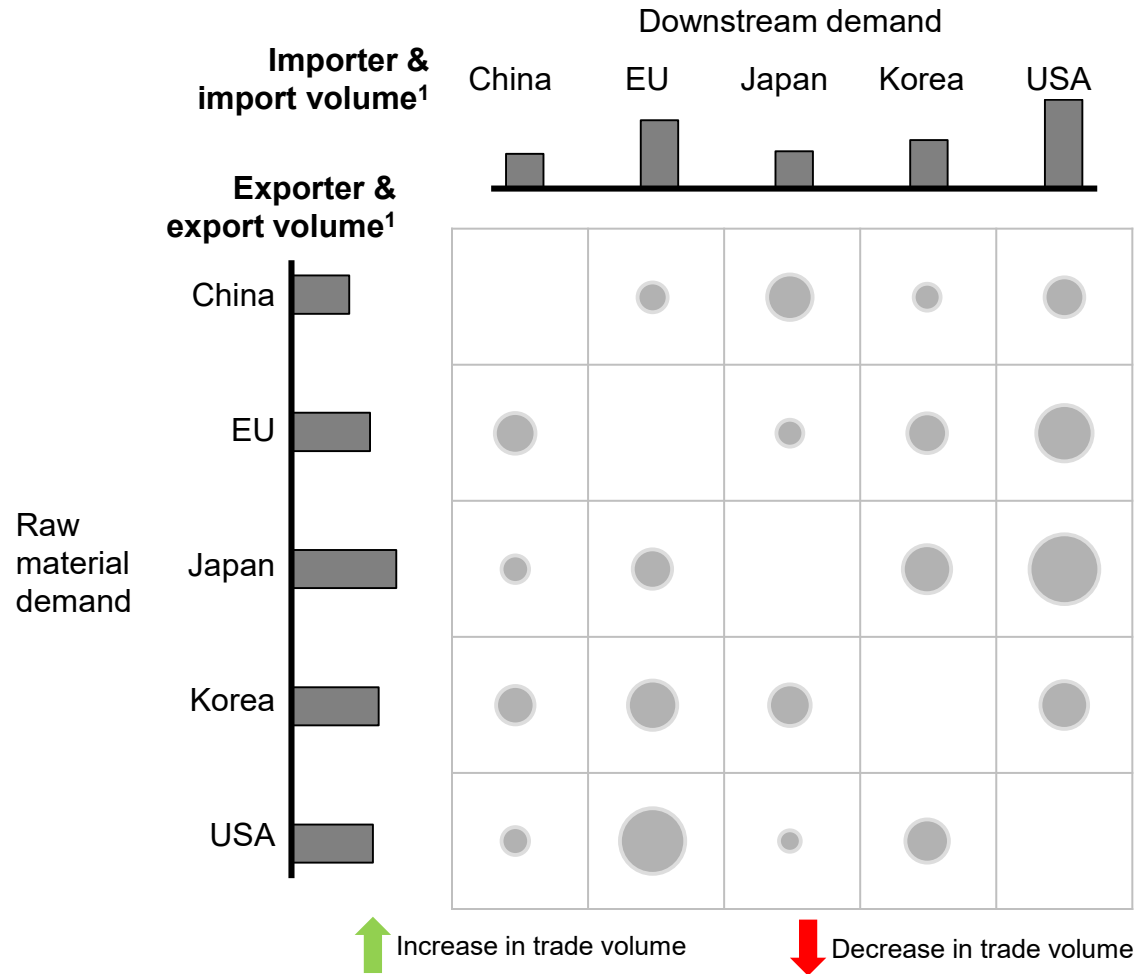 Downstream demand
Importer &
import volume¹
China EU Japan Korea USA
Exporter &
export volume¹
China
EU
Raw
material
demand
Japan
Korea
USA
Increase in trade volume
Decrease in trade volume